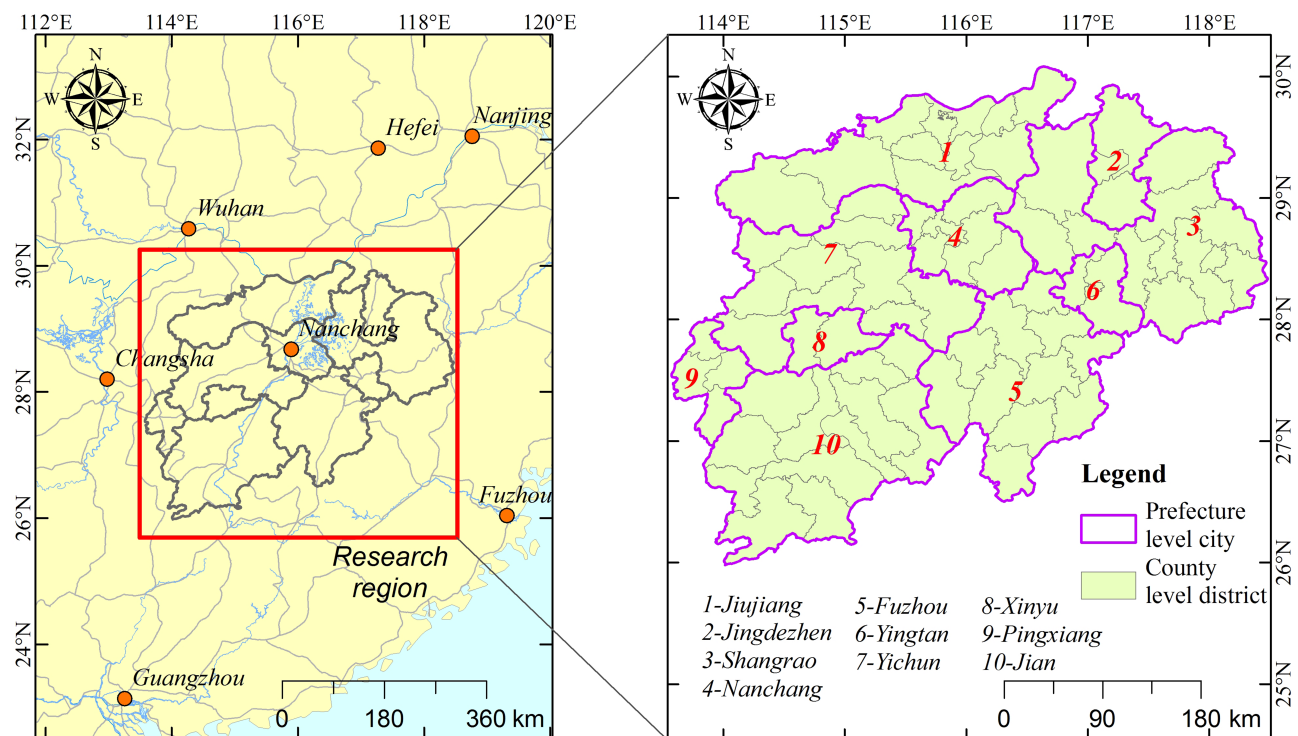 112°E 114°E 116°E 118°E 120°E
N
W E
S
32°N
30°N
28°N
26°N
24°N
Hefei
Nanjing
Wuhan
Nanchang
Changsha
Fuzhou
Research
region
Guangzhou
0 180 360 km
114°E 115°E 116°E 117°E 118°E
N
W E
S
30°N
29°N
28°N
27°N
26°N
25°N
1
2
3
4
7
6
8
9
5
10
Legend
Prefecture
level city
County
level district
1-Jiujiang 5-Fuzhou 8-Xinyu
2-Jingdezhen 6-Yingtan 9-Pingxiang
3-Shangrao 7-Yichun 10-Jian
4-Nanchang
0 90 180 km